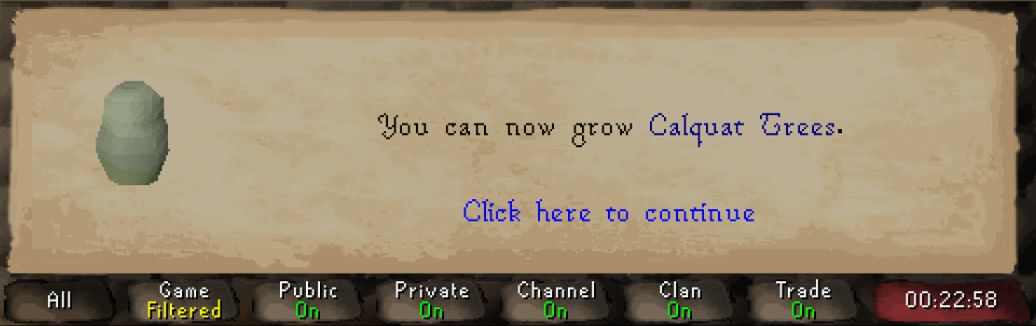 You can now grow Calquat Trees.
Click here to continue
All
Game
Filtered
Public
On
Private
On
Channel
On
Clan
On
Trade
On
00:22:58